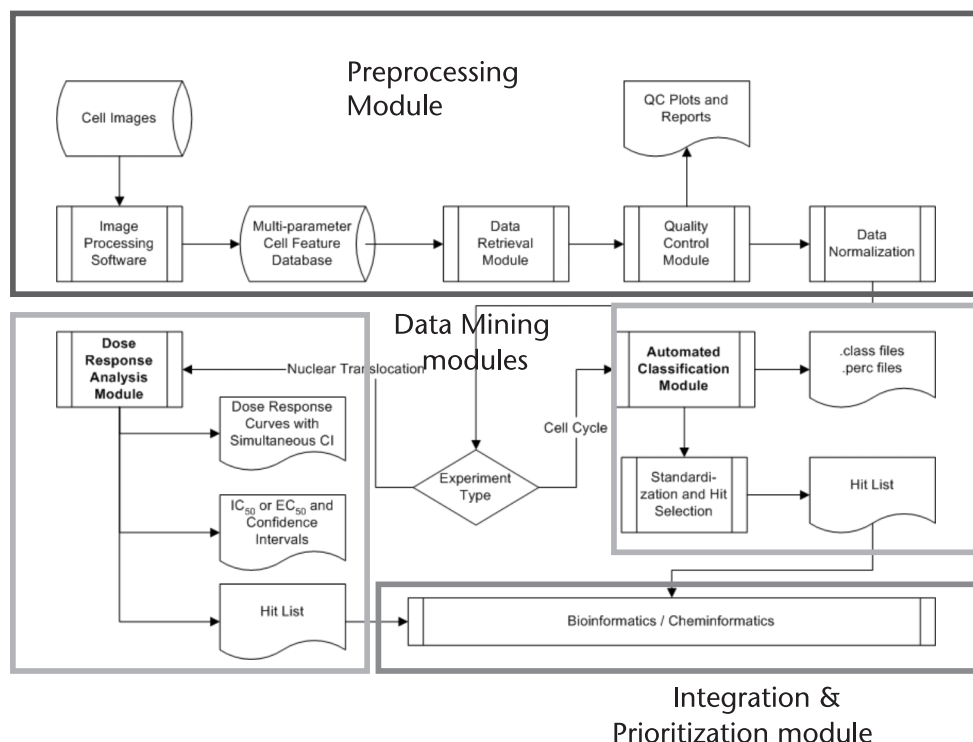 Preprocessing
Module
Cell Images
QC Plots and
Reports
Image
Processing
Software
Multi-parameter
Cell Feature
Database
Data
Retrieval
Module
Quality
Control
Module
Data
Normalization
Data Mining
modules
Dose
Response
Analysis
Module
Nuclear Translocation
Automated
Classification
Module
.class files
.perc files
Dose Response
Curves with
Simultaneous CI
Cell Cycle
Experiment
Type
Standardi-
zation and Hit
Selection
Hit List
IC50 or EC50 and
Confidence
Intervals
Hit List
Bioinformatics / Cheminformatics
Integration &
Prioritization module